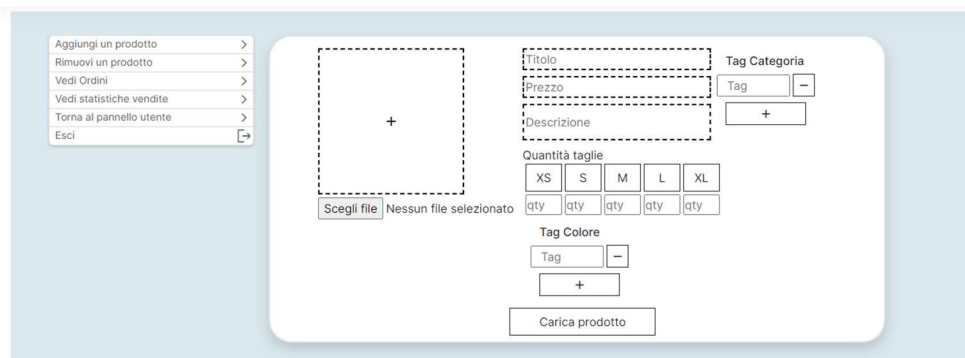 Aggiungi un prodotto
Rimuovi un prodotto
Vedi Ordini
Vedi statistiche vendite
Torna al pannello utente
Esci
+
Scegli file Nessun file selezionato
Titolo
Prezzo
Descrizione
Quantità taglie
XS S M L XL
qty qty qty qty qty
Tag Colore
Tag −
+
Carica prodotto
Tag Categoria
Tag −
+